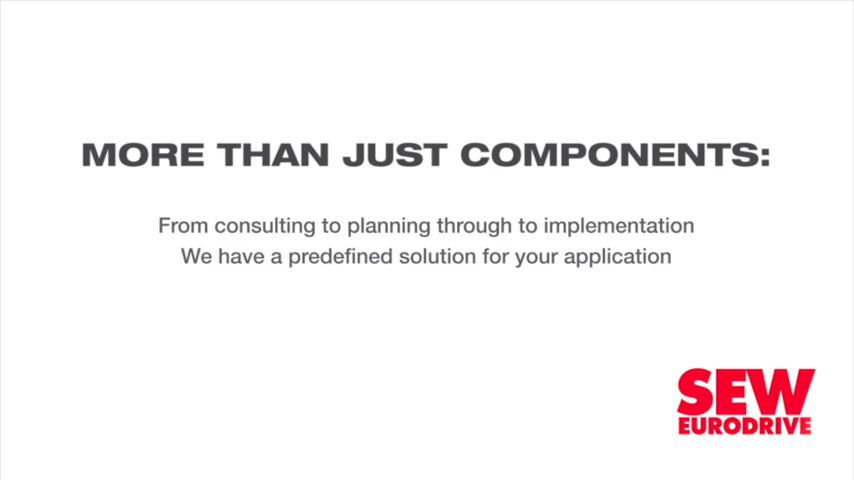 MORE THAN JUST COMPONENTS:
From consulting to planning through to implementation
We have a predefined solution for your application
SEW
EURODRIVE